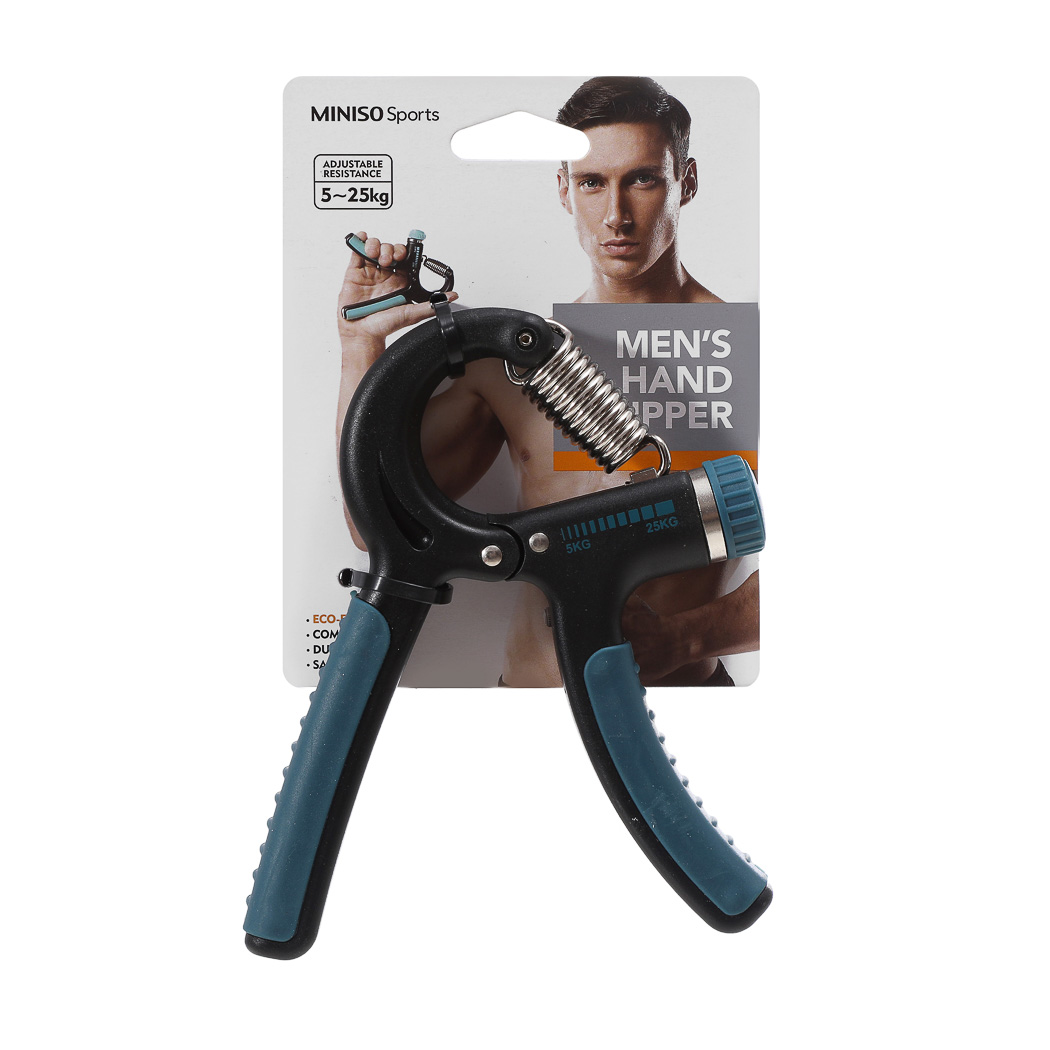 MINISO Sports
ADJUSTABLE
RESISTANCE
5~25kg
MEN'S
HAND
5KG 25KG